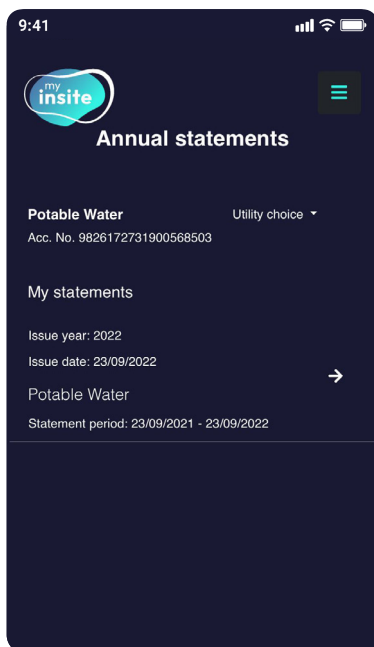 9:41
my
insite
Annual statements
Potable Water
Utility choice
Acc. No. 9826172731900568503
My statements
Issue year: 2022
Issue date: 23/09/2022
Potable Water
Statement period: 23/09/2021 - 23/09/2022